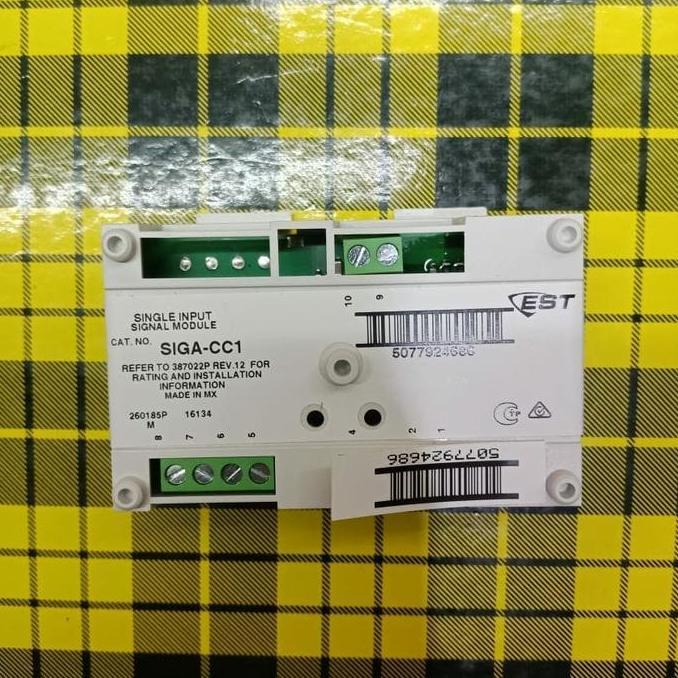 10 9
EST
SINGLE INPUT
SIGNAL MODULE
CAT. NO. SIGA-CC1
5077924686
REFER TO 387022P REV.12 FOR
RATING AND INSTALLATION
INFORMATION
MADE IN MX
260185P 16134
M
8 7 6 5 4 2 1
5077924686